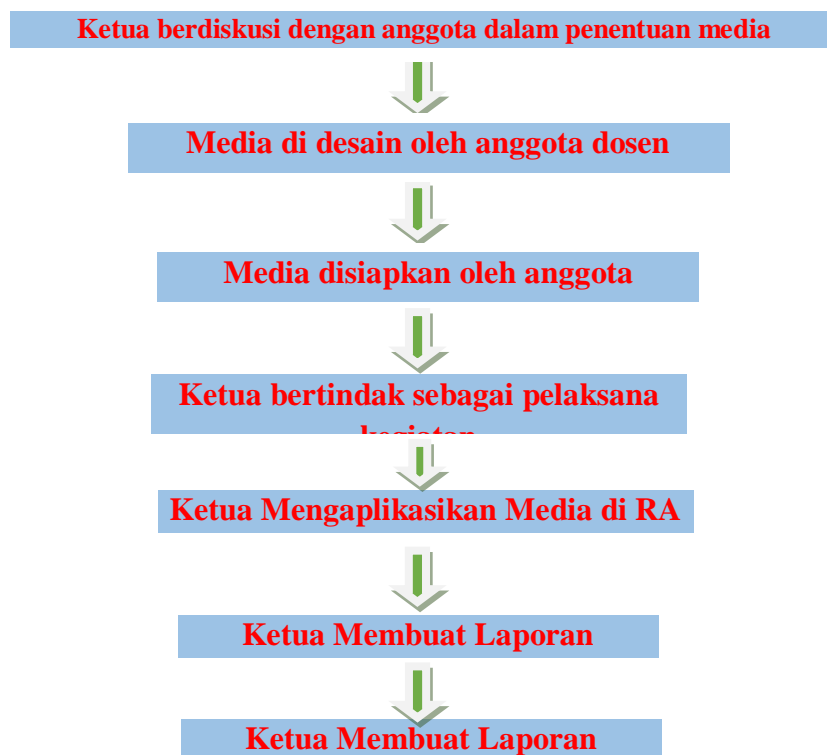 Ketua berdiskusi dengan anggota dalam penentuan media
Media di desain oleh anggota dosen
Media disiapkan oleh anggota
Ketua bertindak sebagai pelaksana
kegiatan
Ketua Mengaplikasikan Media di RA
Ketua Membuat Laporan
Ketua Membuat Laporan